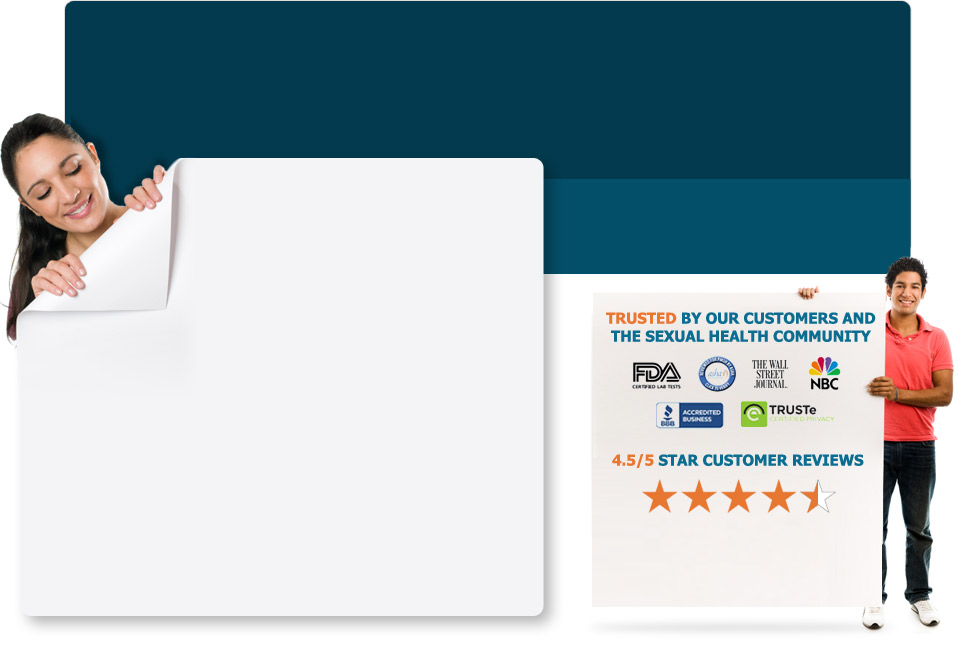 TRUSTED BY OUR CUSTOMERS AND
THE SEXUAL HEALTH COMMUNITY
FDA
CERTIFIED LAB TESTS
THE WALL
STREET
JOURNAL.
NBC
BBB
ACCREDITED
BUSINESS
TRUSTe
CERTIFIED PRIVACY
4.5/5 STAR CUSTOMER REVIEWS